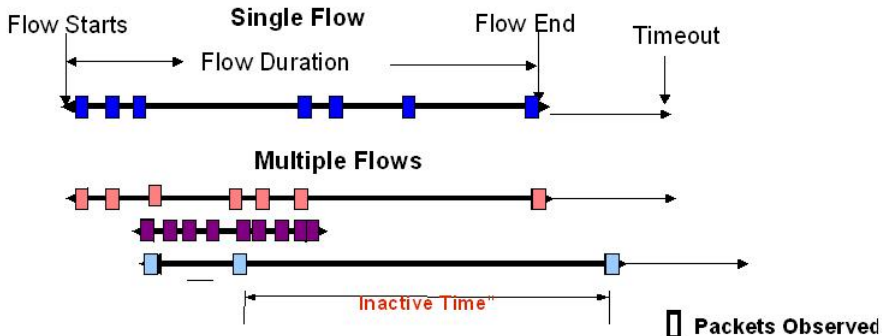 Single Flow
Flow Starts
Flow End
Timeout
Flow Duration
Multiple Flows
Inactive Time"
Packets Observed